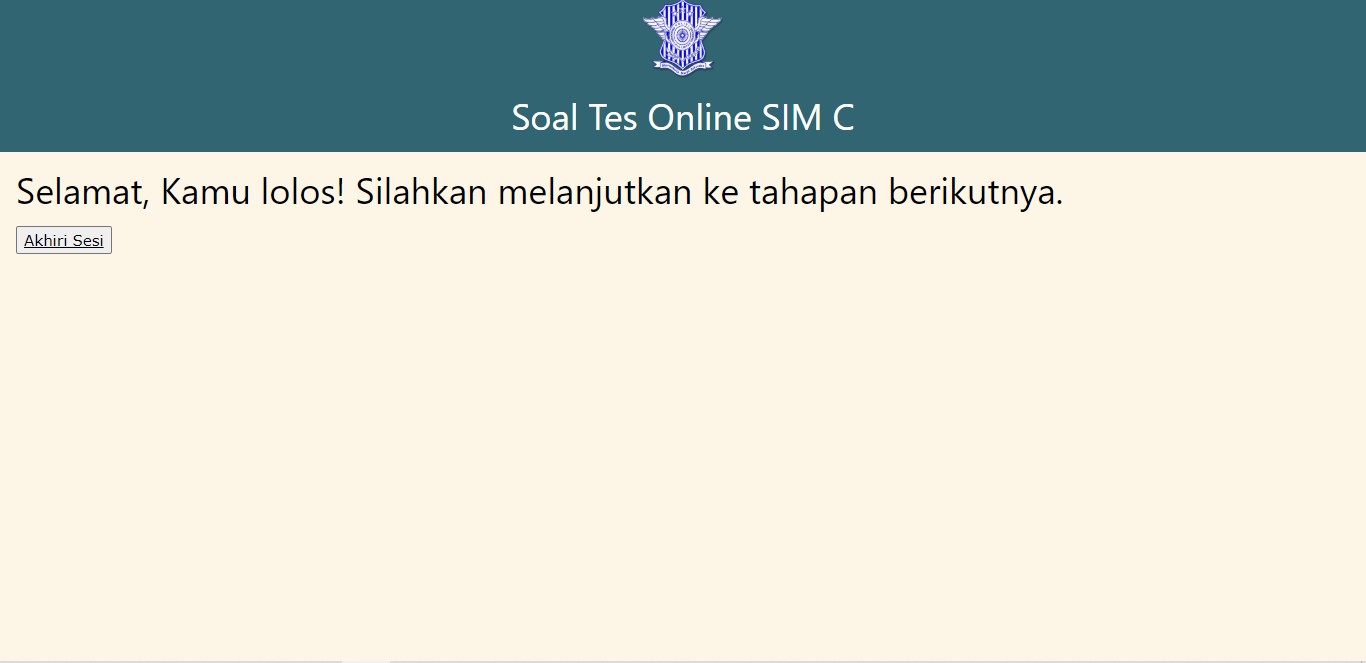 Soal Tes Online SIM C
Selamat, Kamu lolos! Silahkan melanjutkan ke tahapan berikutnya.
Akhiri Sesi